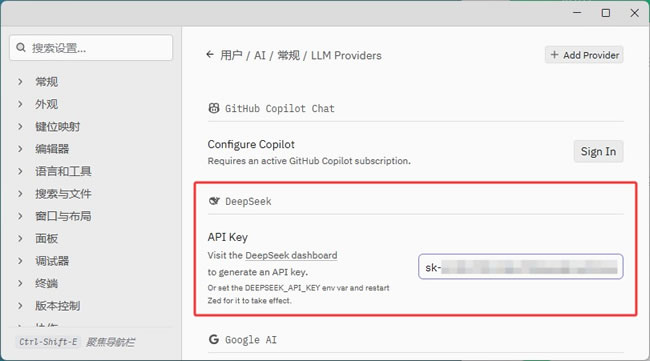 搜索设置...
常规
外观
键位映射
编辑器
语言和工具
搜索与文件
窗口与布局
面板
调试器
终端
版本控制
Ctrl-Shift-E 聚焦导航栏
用户 / AI / 常规 / LLM Providers
+ Add Provider
GitHub Copilot Chat
Configure Copilot
Requires an active GitHub Copilot subscription.
Sign In
DeepSeek
API Key
Visit the DeepSeek dashboard
to generate an API key.
Or set the DEEPSEEK_API_KEY env var and restart
Zed for it to take effect.
sk-
Google AI